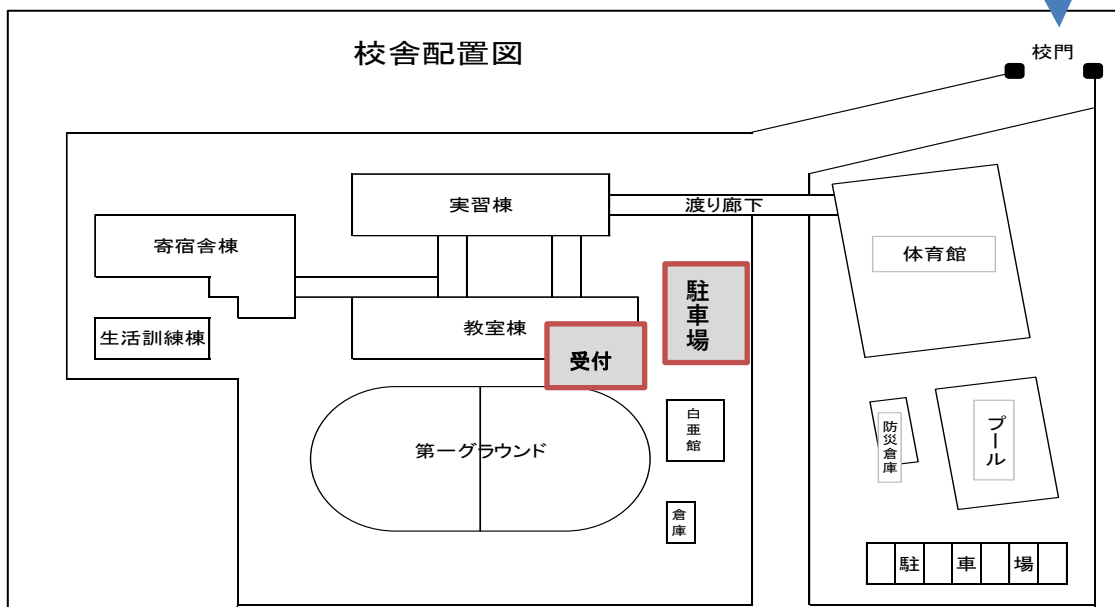 校舎配置図
校門
実習棟
渡り廊下
寄宿舎棟
体育館
駐車場
生活訓練棟
教室棟
受付
白亜館
第一グラウンド
防災倉庫
プール
倉庫
駐車場